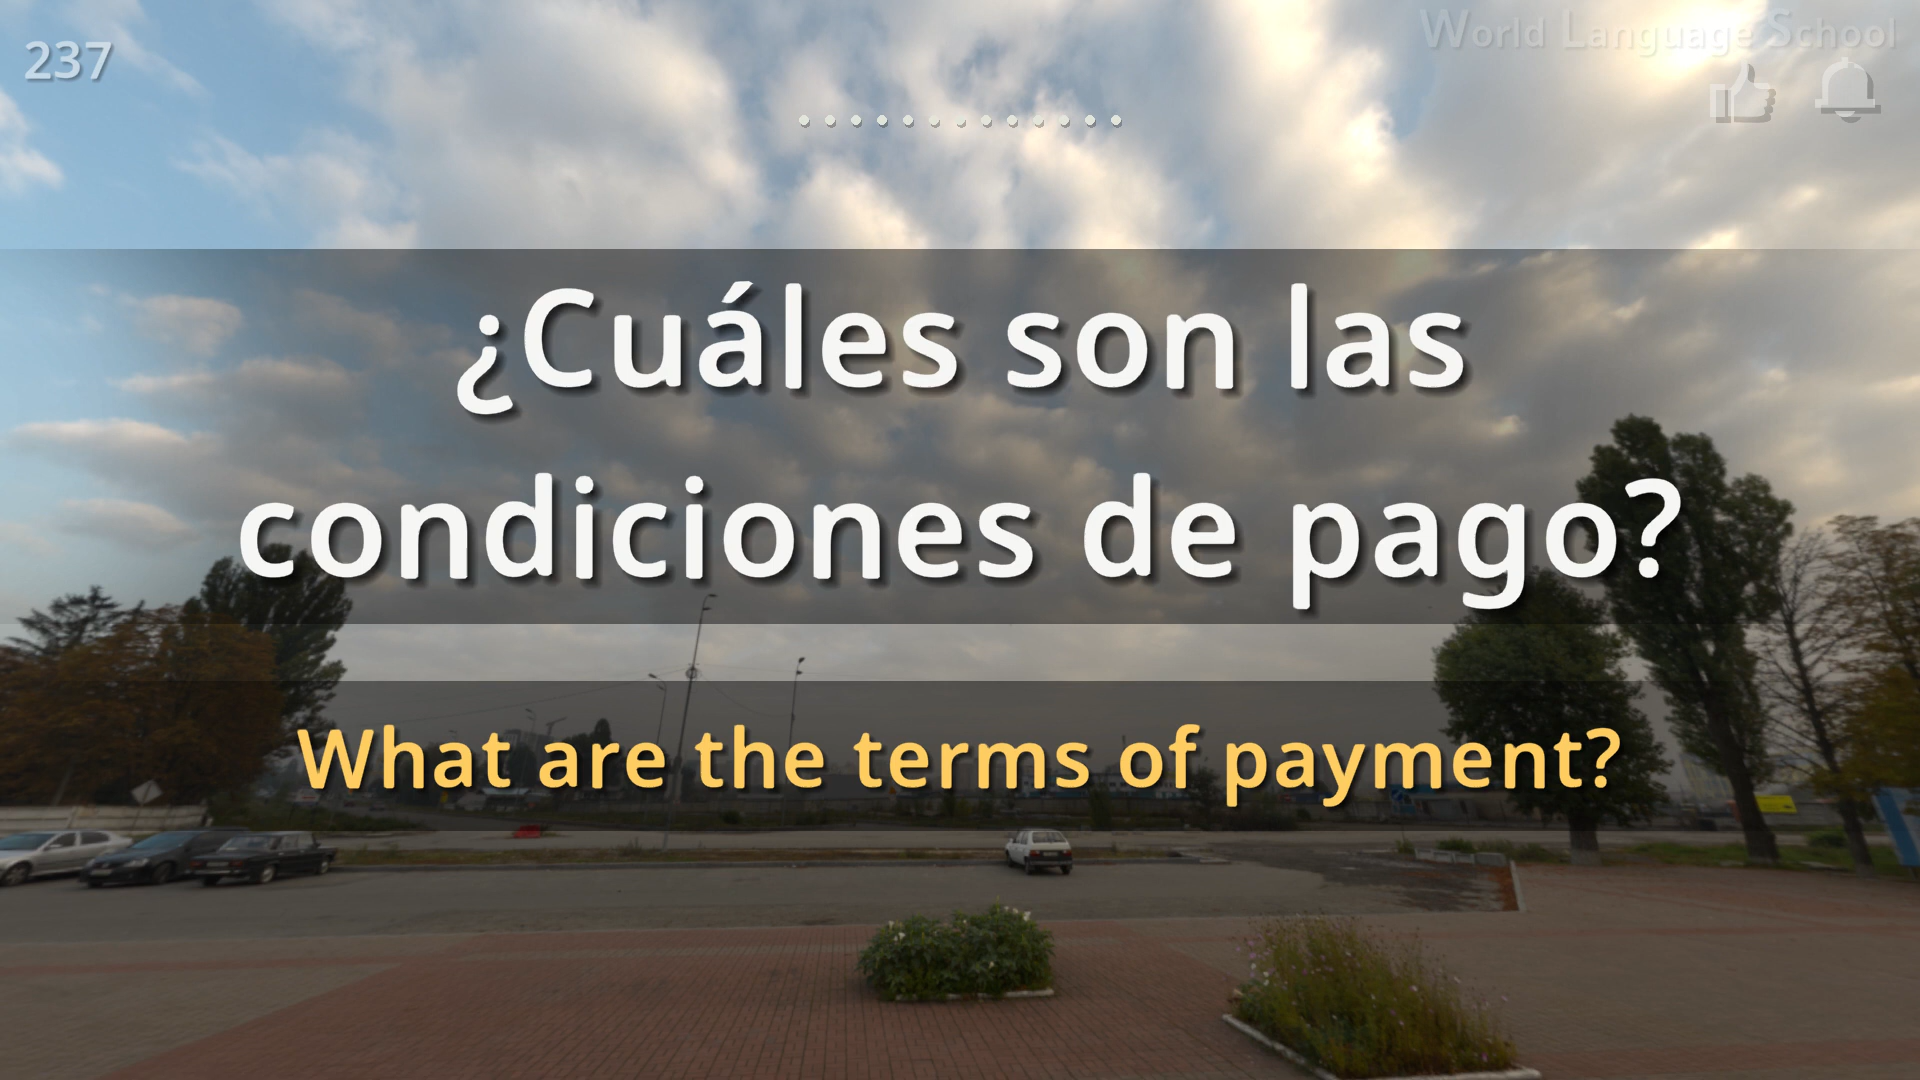 237
World Language School
¿Cuáles son las
condiciones de pago?
What are the terms of payment?